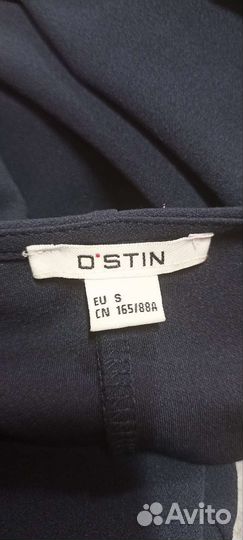 O'STIN
EU S
CN 165/88A
Avito